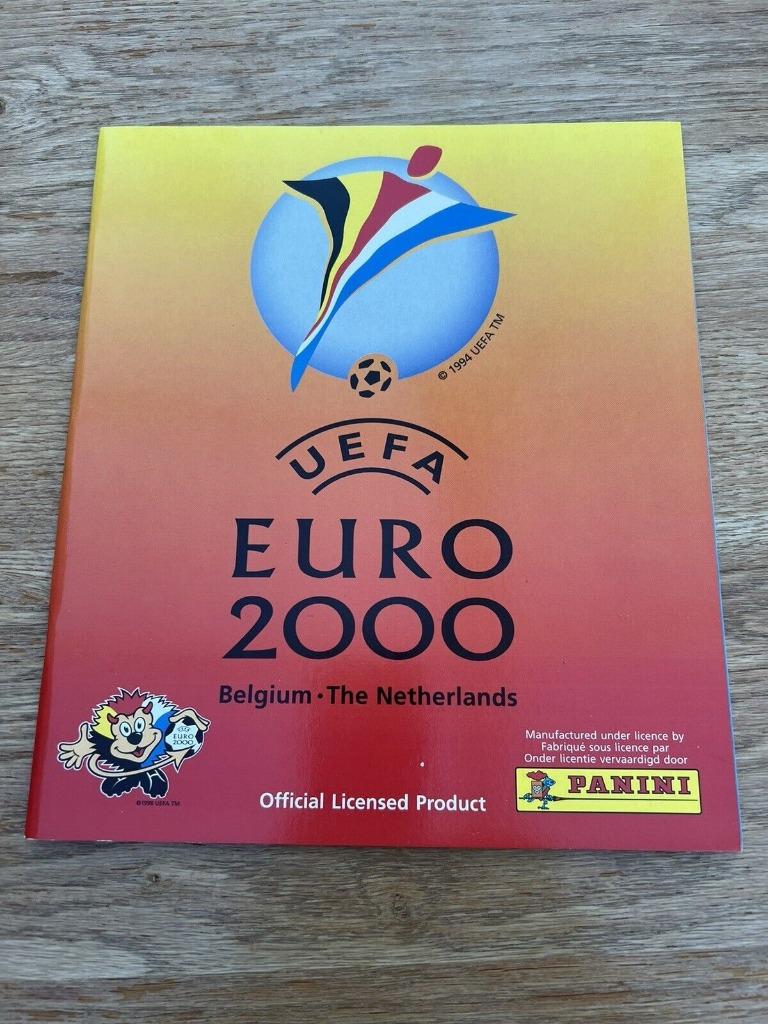 © 1994 UEFA TM
UEFA
EURO
2000
Belgium · The Netherlands
EURO
2000
© 1998 UEFA TM
Official Licensed Product
Manufactured under licence by
Fabriqué sous licence par
Onder licentie vervaardigd door
PANINI